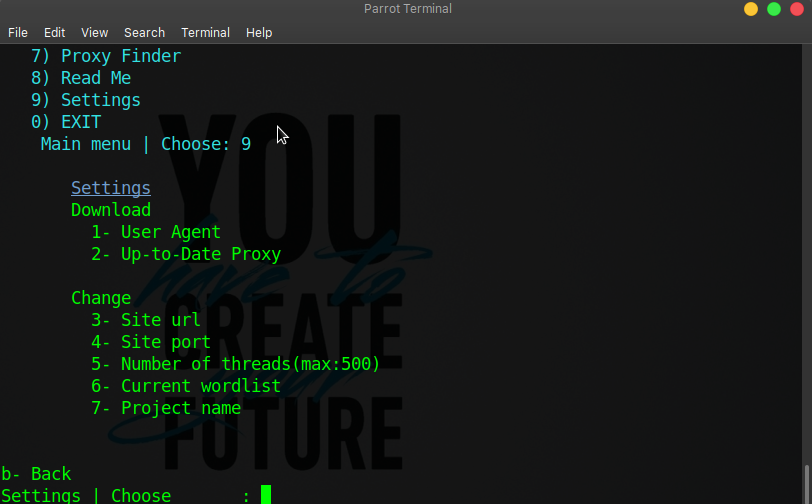 Parrot Terminal
File Edit View Search Terminal Help
7) Proxy Finder
8) Read Me
9) Settings
0) EXIT
Main menu | Choose: 9
Settings
Download
1- User Agent
2- Up-to-Date Proxy
Change
3- Site url
4- Site port
5- Number of threads(max:500)
6- Current wordlist
7- Project name
b- Back
Settings | Choose :
YOU
have to
CREATE
your
FUTURE